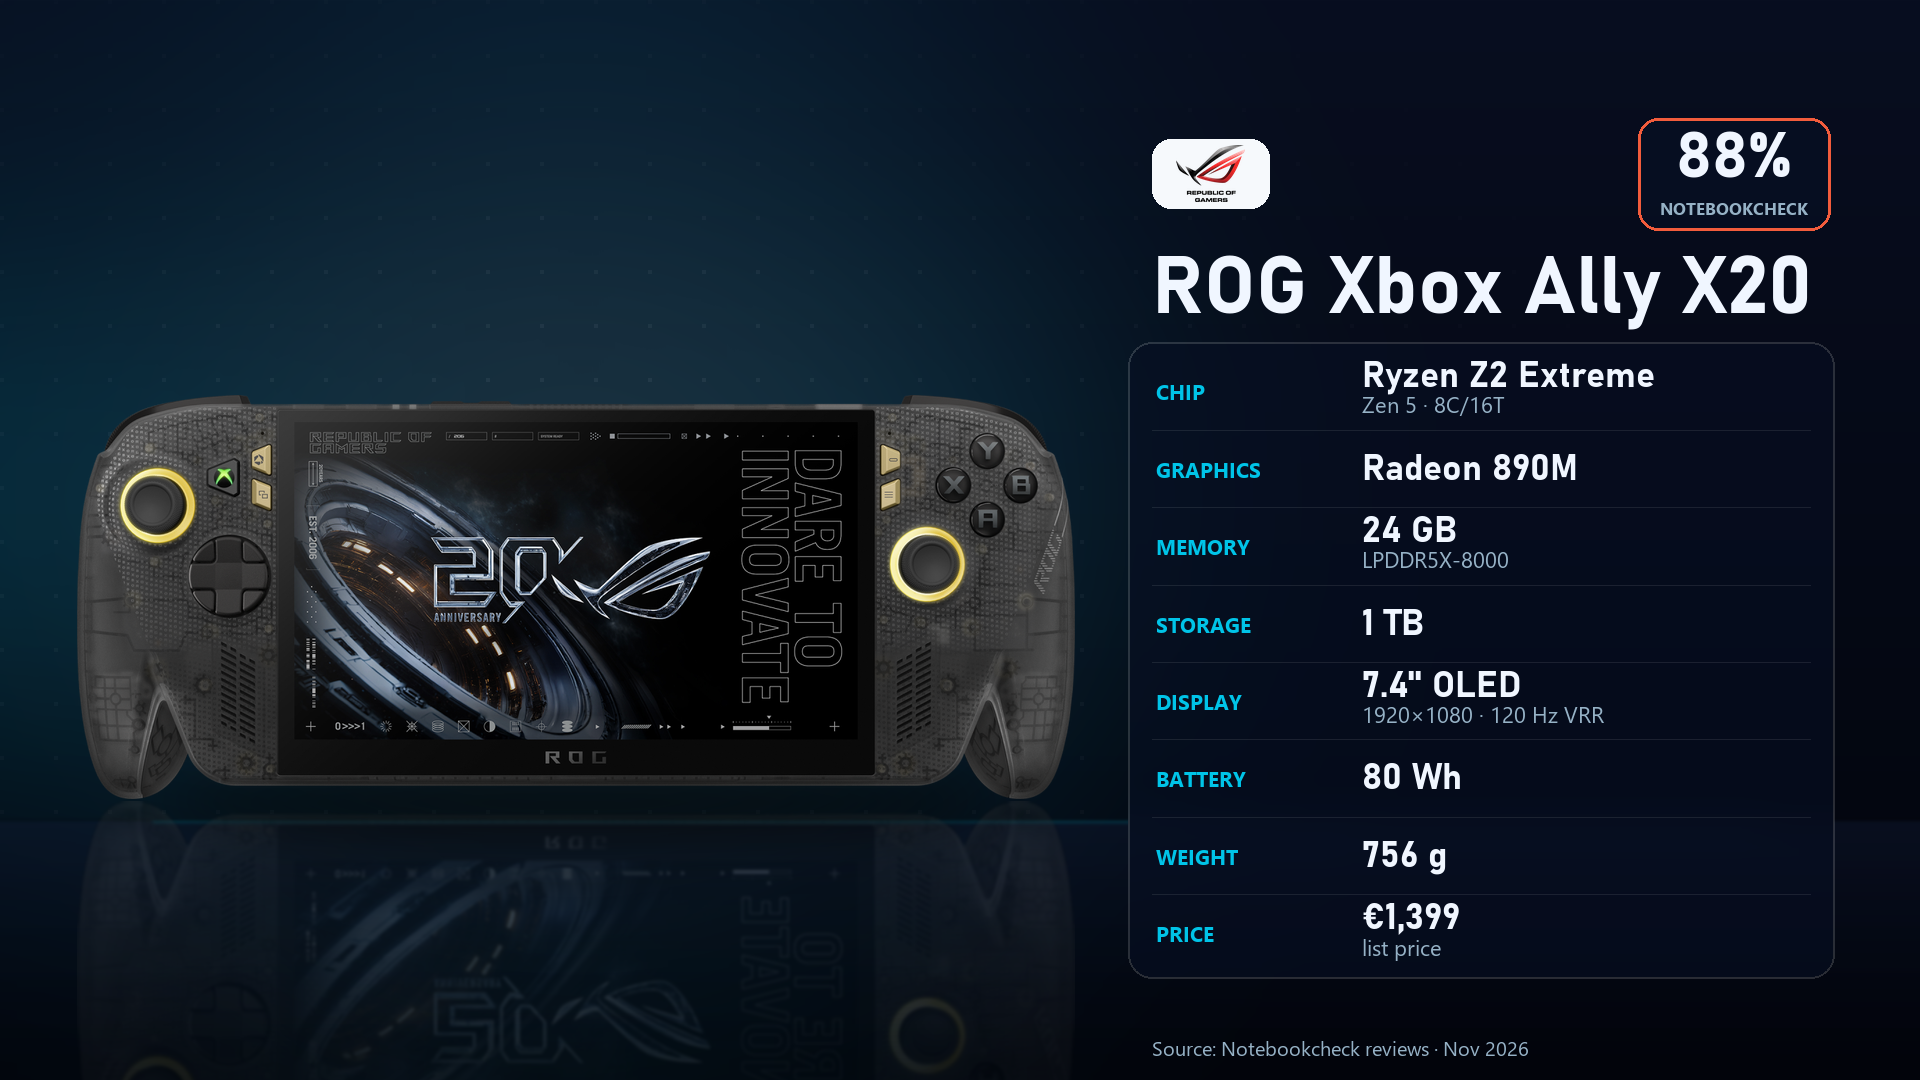 REPUBLIC OF
GAMERS
88%
NOTEBOOKCHECK
ROG Xbox Ally X20
CHIP
Ryzen Z2 Extreme
Zen 5 · 8C/16T
GRAPHICS
Radeon 890M
MEMORY
24 GB
LPDDR5X-8000
STORAGE
1 TB
DISPLAY
7.4" OLED
1920×1080 · 120 Hz VRR
BATTERY
80 Wh
WEIGHT
756 g
PRICE
€1,399
list price
Source: Notebookcheck reviews · Nov 2026
REPUBLIC OF
GAMERS
EST. 2006
20
ANNIVERSARY
DARE TO
INNOVATE
0>>>1
ROG
Y
X
B
A